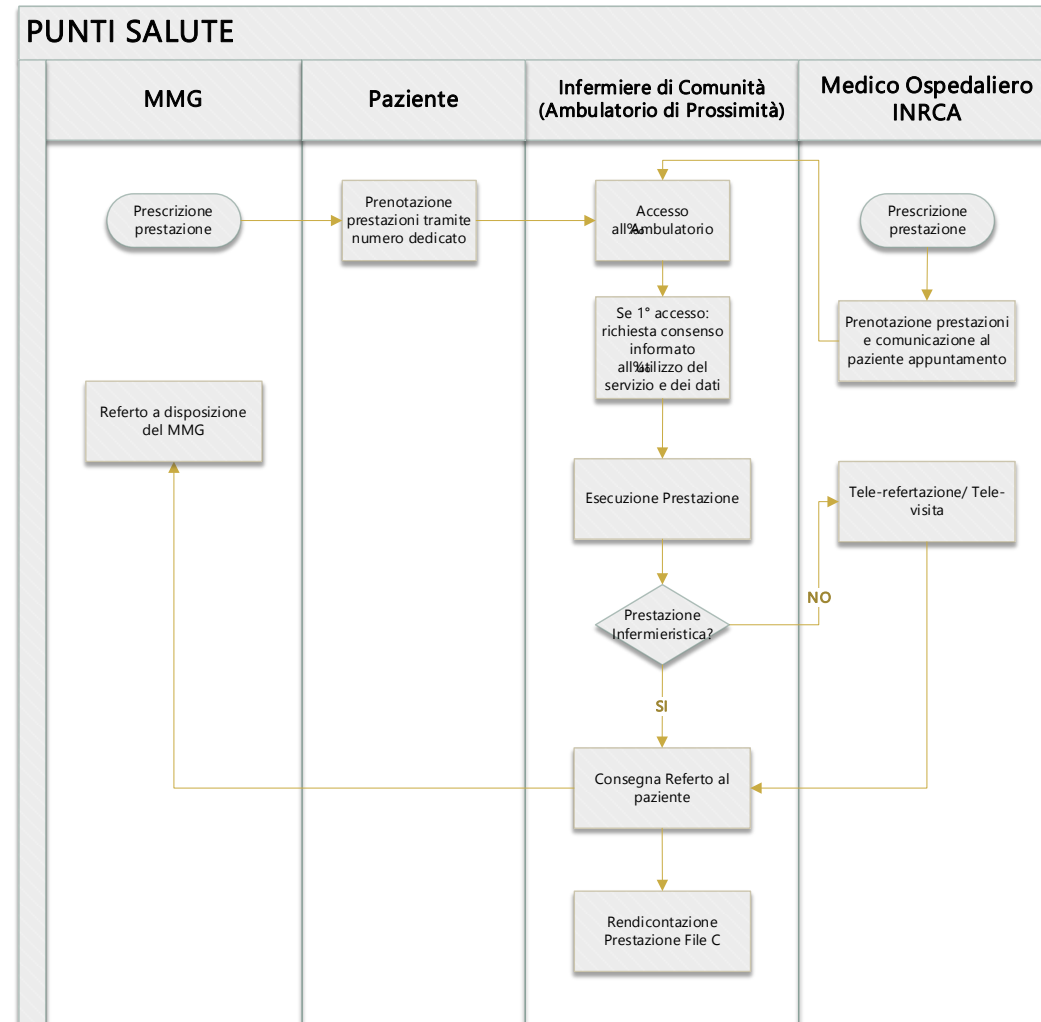 PUNTI SALUTE
MMG
Paziente
Infermiere di Comunità
(Ambulatorio di Prossimità)
Medico Ospedaliero
INRCA
Prescrizione
prestazione
Prenotazione
prestazioni tramite
numero dedicato
Accesso
all‰Ambulatorio
Prescrizione
prestazione
Se 1° accesso:
richiesta consenso
informato
all‰utilizzo del
servizio e dei dati
Prenotazione prestazioni
e comunicazione al
paziente appuntamento
Referto a disposizione
del MMG
Esecuzione Prestazione
Tele-refertazione/ Tele-
visita
Prestazione
Infermieristica?
NO
SI
Consegna Referto al
paziente
Rendicontazione
Prestazione File C